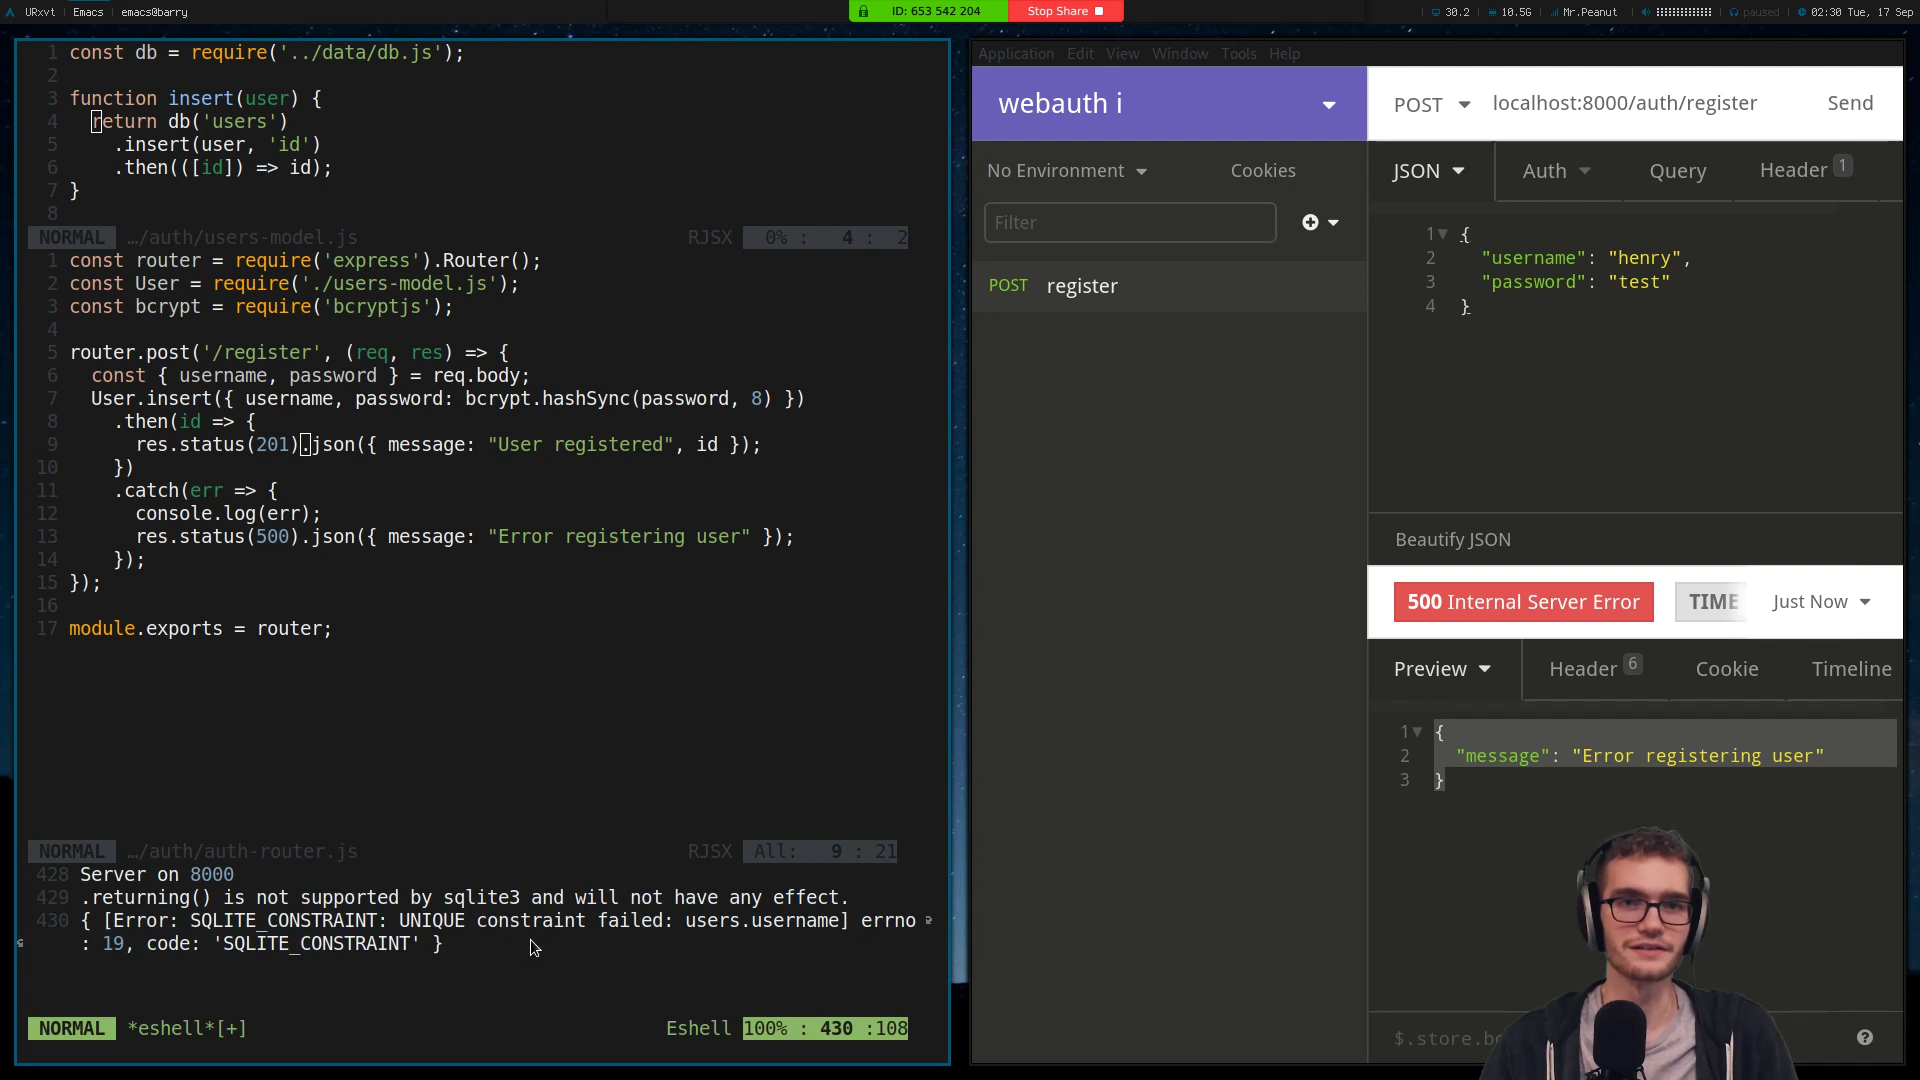 URxvt Emacs emacs@barry
ID: 653 542 204 Stop Share
30.2 10.5G Mr.Peanut paused 02:30 Tue, 17 Sep
1 const db = require('../data/db.js');
2
3 function insert(user) {
4 return db('users')
5 .insert(user, 'id')
6 .then(([id]) => id);
7 }
8
NORMAL …/auth/users-model.js RJSX 0% : 4 : 2
1 const router = require('express').Router();
2 const User = require('./users-model.js');
3 const bcrypt = require('bcryptjs');
4
5 router.post('/register', (req, res) => {
6 const { username, password } = req.body;
7 User.insert({ username, password: bcrypt.hashSync(password, 8) })
8 .then(id => {
9 res.status(201).json({ message: "User registered", id });
10 })
11 .catch(err => {
12 console.log(err);
13 res.status(500).json({ message: "Error registering user" });
14 });
15 });
16
17 module.exports = router;
NORMAL …/auth/auth-router.js RJSX All: 9 : 21
428 Server on 8000
429 .returning() is not supported by sqlite3 and will not have any effect.
430 { [Error: SQLITE_CONSTRAINT: UNIQUE constraint failed: users.username] errno
: 19, code: 'SQLITE_CONSTRAINT' }
NORMAL *eshell*[+] Eshell 100% : 430 :108
Application Edit View Window Tools Help
webauth i
No Environment Cookies
Filter
POST register
POST localhost:8000/auth/register Send
JSON Auth Query Header 1
1 {
2 "username": "henry",
3 "password": "test"
4 }
Beautify JSON
500 Internal Server Error TIME Just Now
Preview Header 6 Cookie Timeline
1 {
2 "message": "Error registering user"
3 }
$.store.bo